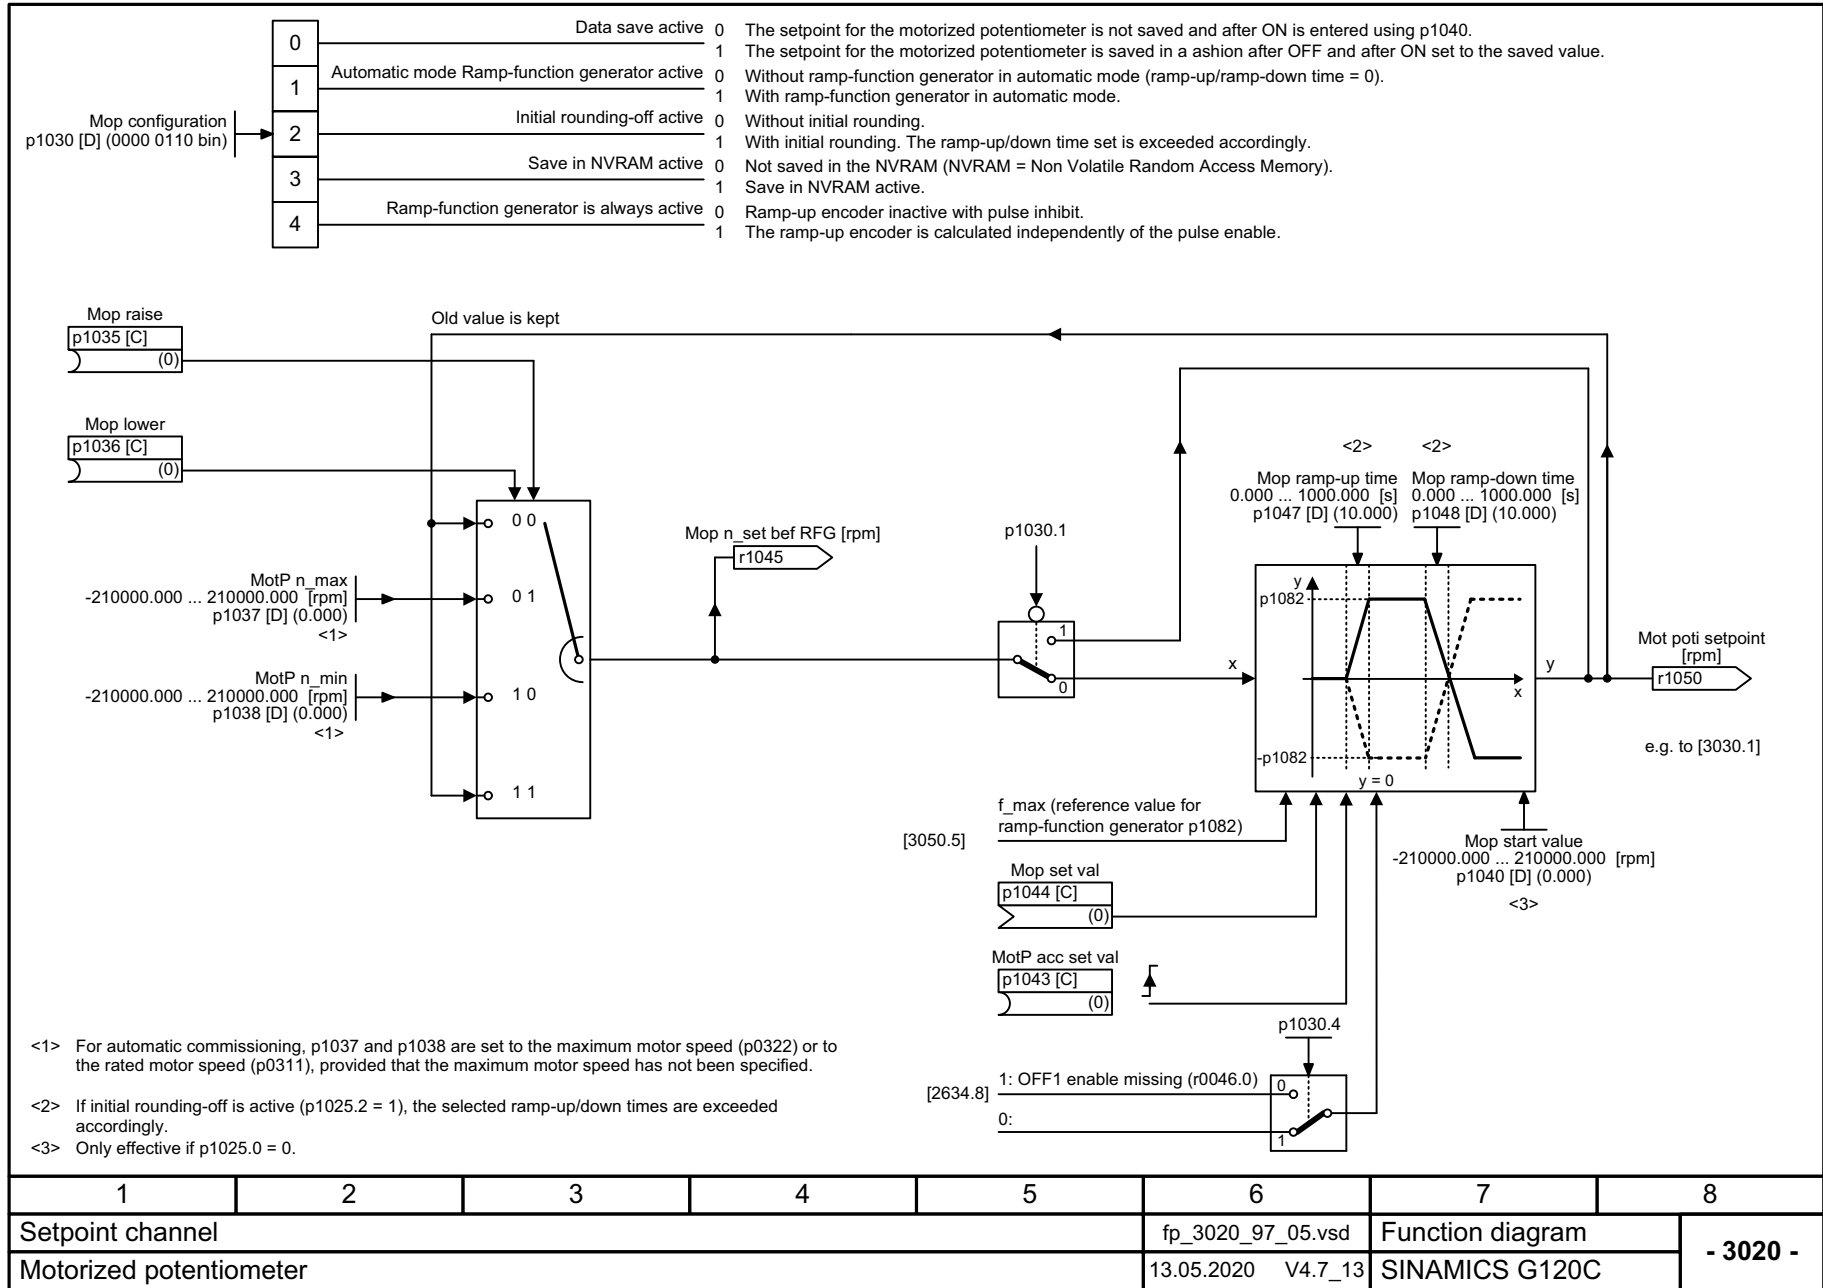 Mop configuration
p1030 [D] (0000 0110 bin)
0
1
2
3
4
Data save active 0 The setpoint for the motorized potentiometer is not saved and after ON is entered using p1040.
1 The setpoint for the motorized potentiometer is saved in a ashion after OFF and after ON set to the saved value.
Automatic mode Ramp-function generator active 0 Without ramp-function generator in automatic mode (ramp-up/ramp-down time = 0).
1 With ramp-function generator in automatic mode.
Initial rounding-off active 0 Without initial rounding.
1 With initial rounding. The ramp-up/down time set is exceeded accordingly.
Save in NVRAM active 0 Not saved in the NVRAM (NVRAM = Non Volatile Random Access Memory).
1 Save in NVRAM active.
Ramp-function generator is always active 0 Ramp-up encoder inactive with pulse inhibit.
1 The ramp-up encoder is calculated independently of the pulse enable.
Mop raise
p1035 [C]
(0)
Old value is kept
Mop lower
p1036 [C]
(0)
0 0
0 1
1 0
1 1
MotP n_max
-210000.000 ... 210000.000 [rpm]
p1037 [D] (0.000)
<1>
MotP n_min
-210000.000 ... 210000.000 [rpm]
p1038 [D] (0.000)
<1>
Mop n_set bef RFG [rpm]
r1045
p1030.1
1
0
<2> <2>
Mop ramp-up time
0.000 ... 1000.000 [s]
p1047 [D] (10.000)
Mop ramp-down time
0.000 ... 1000.000 [s]
p1048 [D] (10.000)
x
y
p1082
x
-p1082
y = 0
y
Mot poti setpoint
[rpm]
r1050
e.g. to [3030.1]
f_max (reference value for
ramp-function generator p1082)
[3050.5]
Mop start value
-210000.000 ... 210000.000 [rpm]
p1040 [D] (0.000)
<3>
Mop set val
p1044 [C]
(0)
MotP acc set val
p1043 [C]
(0)
p1030.4
[2634.8]
1: OFF1 enable missing (r0046.0)
0:
0
1
<1> For automatic commissioning, p1037 and p1038 are set to the maximum motor speed (p0322) or to
the rated motor speed (p0311), provided that the maximum motor speed has not been specified.
<2> If initial rounding-off is active (p1025.2 = 1), the selected ramp-up/down times are exceeded
accordingly.
<3> Only effective if p1025.0 = 0.
1 2 3 4 5 6 7 8
Setpoint channel fp_3020_97_05.vsd Function diagram
- 3020 -
Motorized potentiometer 13.05.2020 V4.7_13 SINAMICS G120C